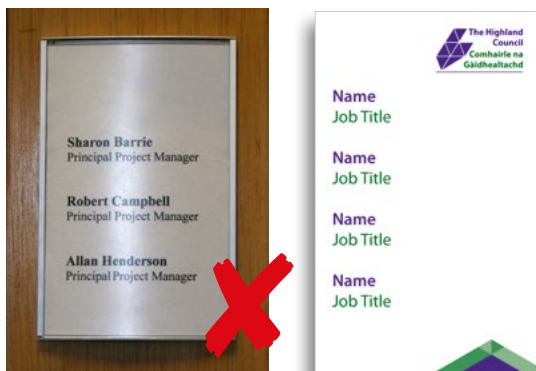 Sharon Barrie
Principal Project Manager
Robert Campbell
Principal Project Manager
Allan Henderson
Principal Project Manager
The Highland
Council
Comhairle na
Gàidhealtachd
Name
Job Title
Name
Job Title
Name
Job Title
Name
Job Title